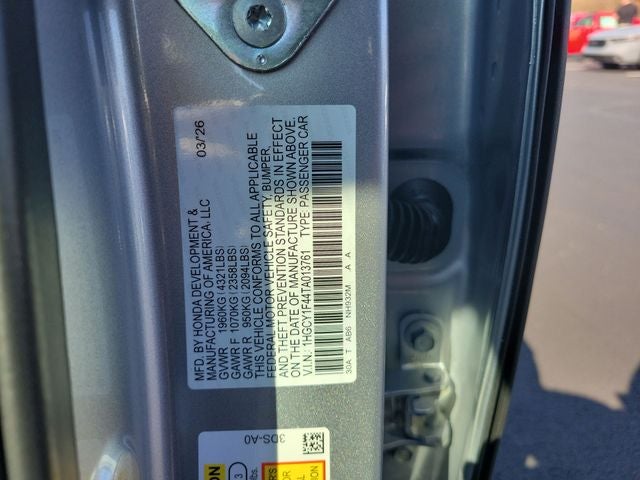 MFD. BY HONDA DEVELOPMENT & 03/'26
MANUFACTURING OF AMERICA, LLC
GVWR 1960KG(4321LBS)
GAWR F 1070KG(2358LBS)
GAWR R 950KG(2094LBS)
THIS VEHICLE CONFORMS TO ALL APPLICABLE
FEDERAL MOTOR VEHICLE SAFETY, BUMPER,
AND THEFT PREVENTION STANDARDS IN EFFECT
ON THE DATE OF MANUFACTURE SHOWN ABOVE.
V.I.N. 1HGCY1F44TA013761 TYPE: PASSENGER CAR
30A T AB6 NH932M A A
3DS-A0
3